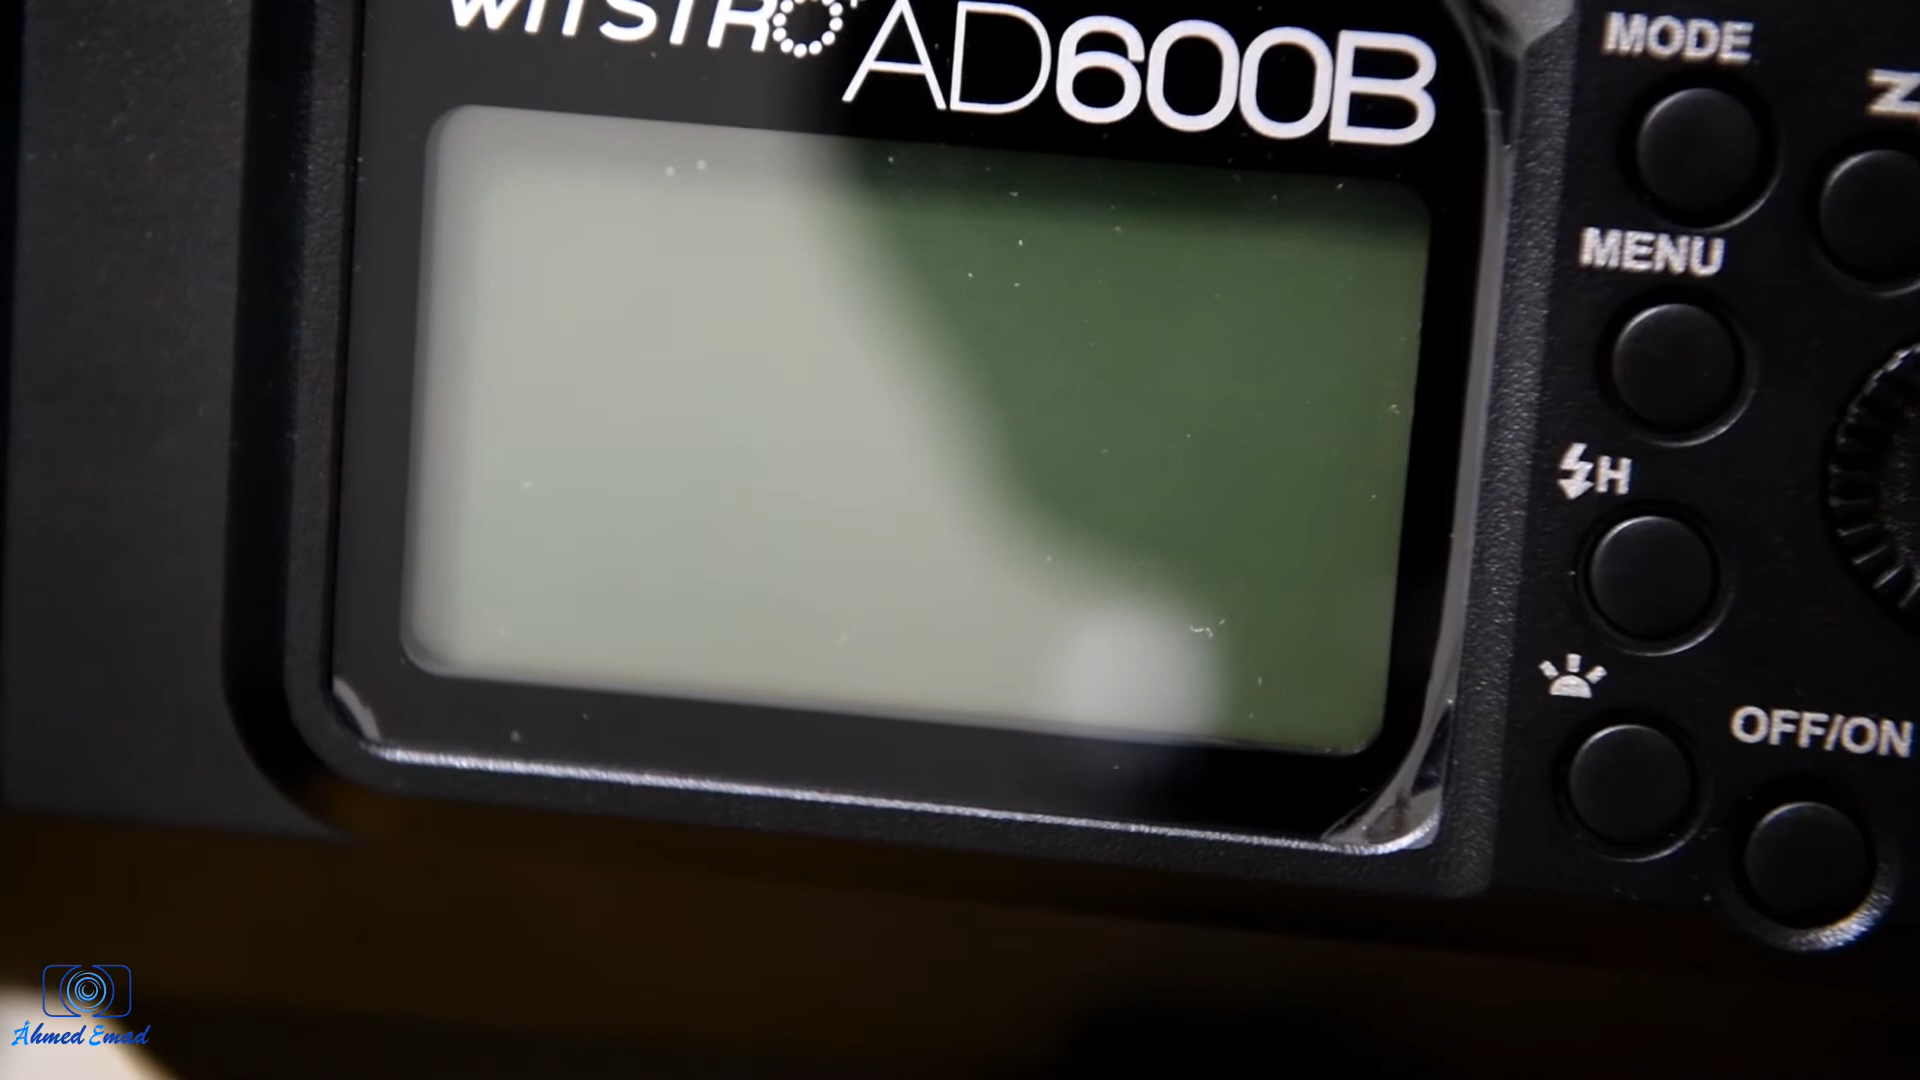 WITSTRO AD600B
MODE
MENU
H
OFF/ON
Ahmed Emad